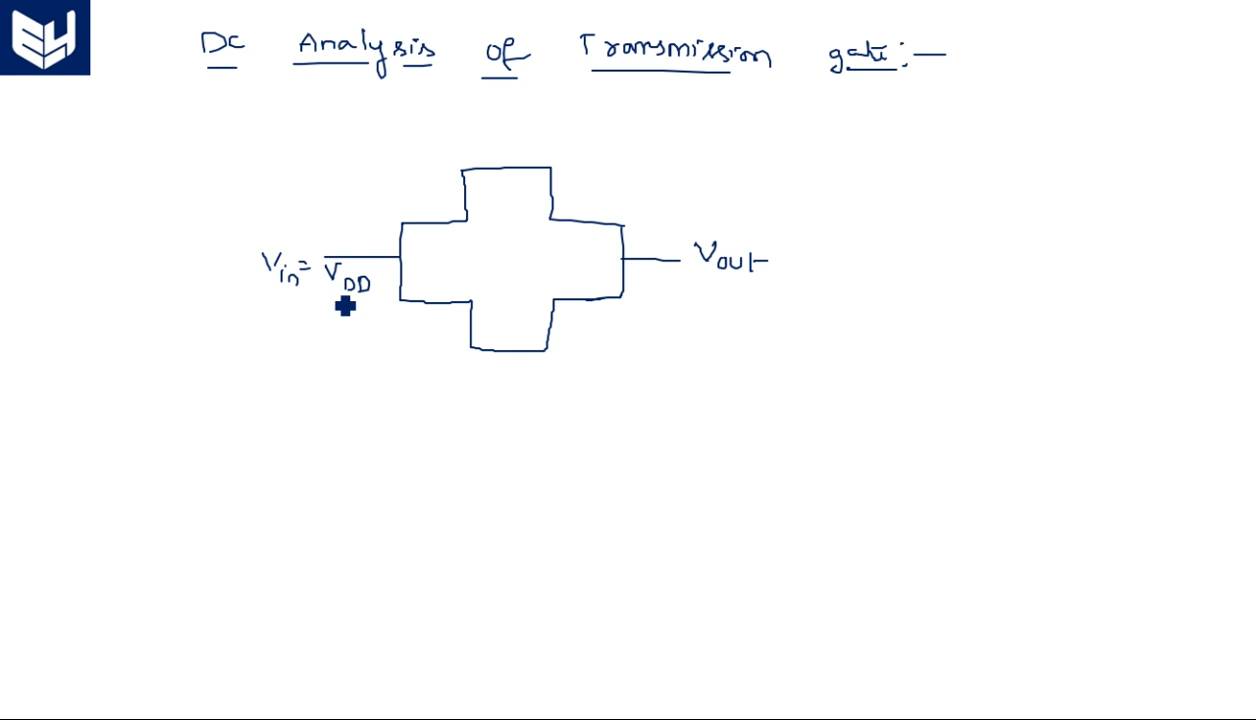 DC Analysis of Transmission gate:—
Vin= VDD
Vout